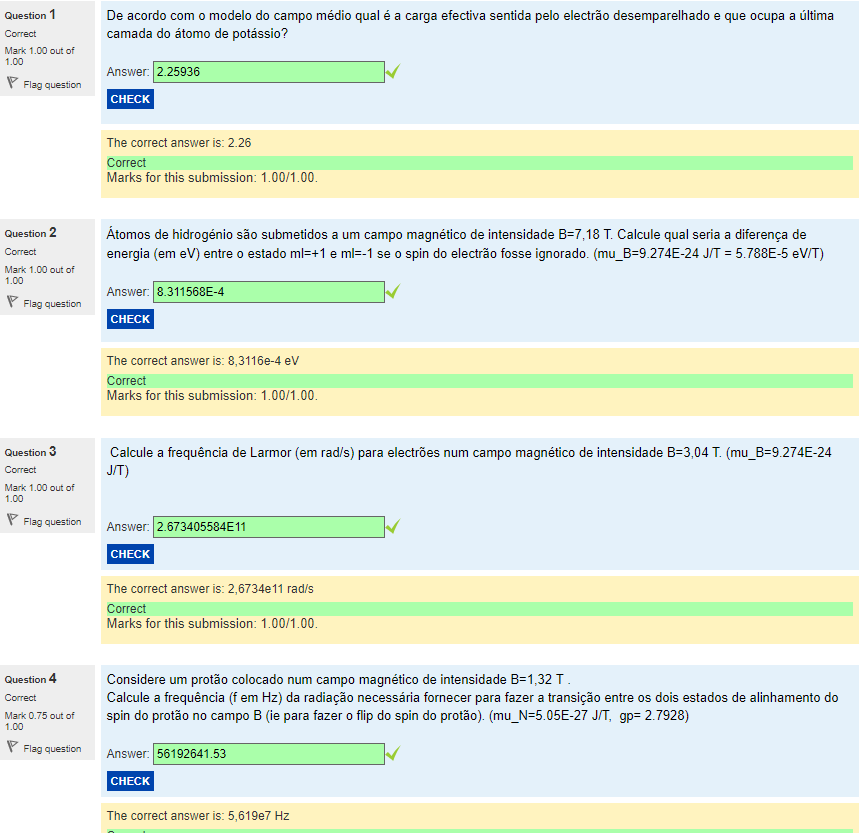 Question 1
Correct
Mark 1.00 out of
1.00
Flag question
De acordo com o modelo do campo médio qual é a carga efectiva sentida pelo electrão desemparelhado e que ocupa a última
camada do átomo de potássio?
Answer: 2.25936
CHECK
The correct answer is: 2.26
Correct
Marks for this submission: 1.00/1.00.
Question 2
Correct
Mark 1.00 out of
1.00
Flag question
Átomos de hidrogénio são submetidos a um campo magnético de intensidade B=7,18 T. Calcule qual seria a diferença de
energia (em eV) entre o estado ml=+1 e ml=-1 se o spin do electrão fosse ignorado. (mu_B=9.274E-24 J/T = 5.788E-5 eV/T)
Answer: 8.311568E-4
CHECK
The correct answer is: 8,3116e-4 eV
Correct
Marks for this submission: 1.00/1.00.
Question 3
Correct
Mark 1.00 out of
1.00
Flag question
Calcule a frequência de Larmor (em rad/s) para electrões num campo magnético de intensidade B=3,04 T. (mu_B=9.274E-24
J/T)
Answer: 2.673405584E11
CHECK
The correct answer is: 2,6734e11 rad/s
Correct
Marks for this submission: 1.00/1.00.
Question 4
Correct
Mark 0.75 out of
1.00
Flag question
Considere um protão colocado num campo magnético de intensidade B=1,32 T .
Calcule a frequência (f em Hz) da radiação necessária fornecer para fazer a transição entre os dois estados de alinhamento do
spin do protão no campo B (ie para fazer o flip do spin do protão). (mu_N=5.05E-27 J/T, gp= 2.7928)
Answer: 56192641.53
CHECK
The correct answer is: 5,619e7 Hz